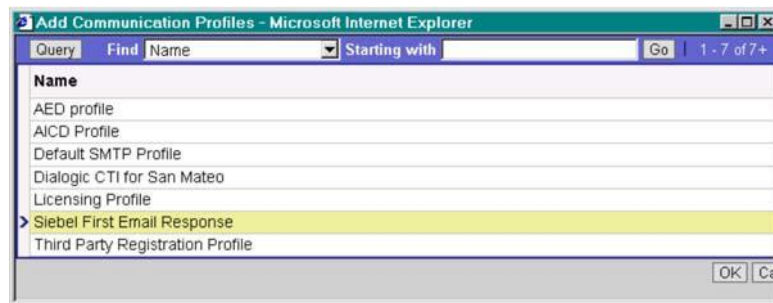 Add Communication Profiles - Microsoft Internet Explorer
Query Find Name Starting with Go 1 - 7 of 7+
Name
AED profile
AICD Profile
Default SMTP Profile
Dialogic CTI for San Mateo
Licensing Profile
Siebel First Email Response
Third Party Registration Profile
OK